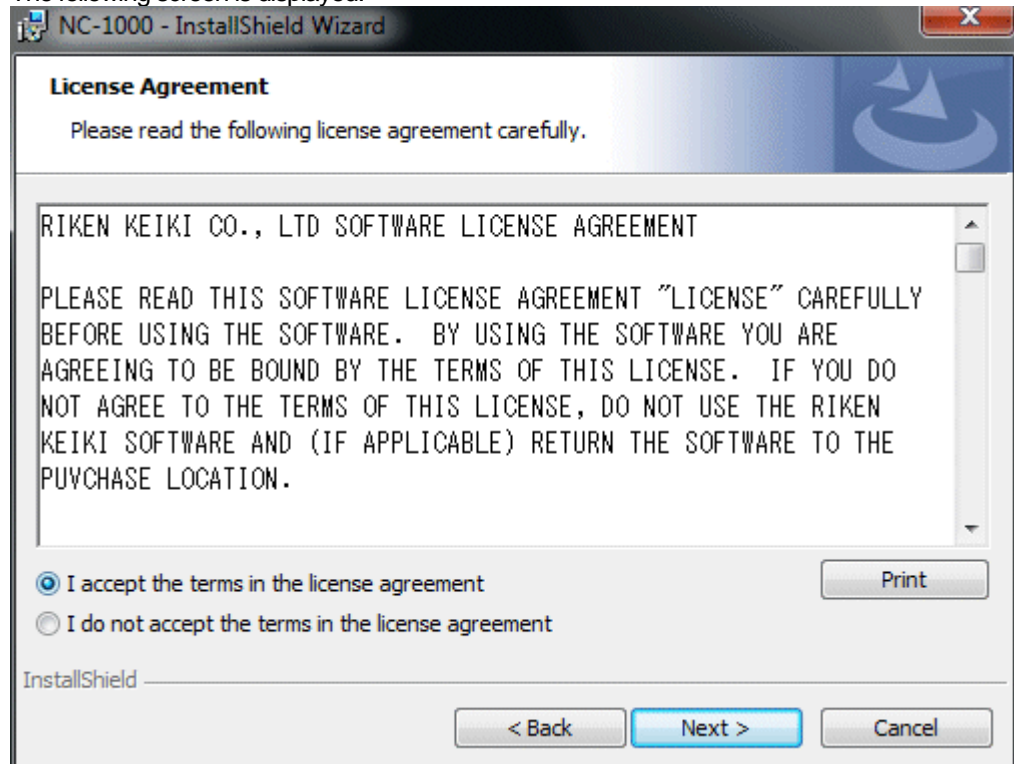 The following screen is displayed.
NC-1000 - InstallShield Wizard
License Agreement
Please read the following license agreement carefully.
RIKEN KEIKI CO., LTD SOFTWARE LICENSE AGREEMENT
PLEASE READ THIS SOFTWARE LICENSE AGREEMENT ″LICENSE″ CAREFULLY
BEFORE USING THE SOFTWARE.  BY USING THE SOFTWARE YOU ARE
AGREEING TO BE BOUND BY THE TERMS OF THIS LICENSE.  IF YOU DO
NOT AGREE TO THE TERMS OF THIS LICENSE, DO NOT USE THE RIKEN
KEIKI SOFTWARE AND (IF APPLICABLE) RETURN THE SOFTWARE TO THE
PUVCHASE LOCATION.
I accept the terms in the license agreement
Print
I do not accept the terms in the license agreement
InstallShield
< Back
Next >
Cancel